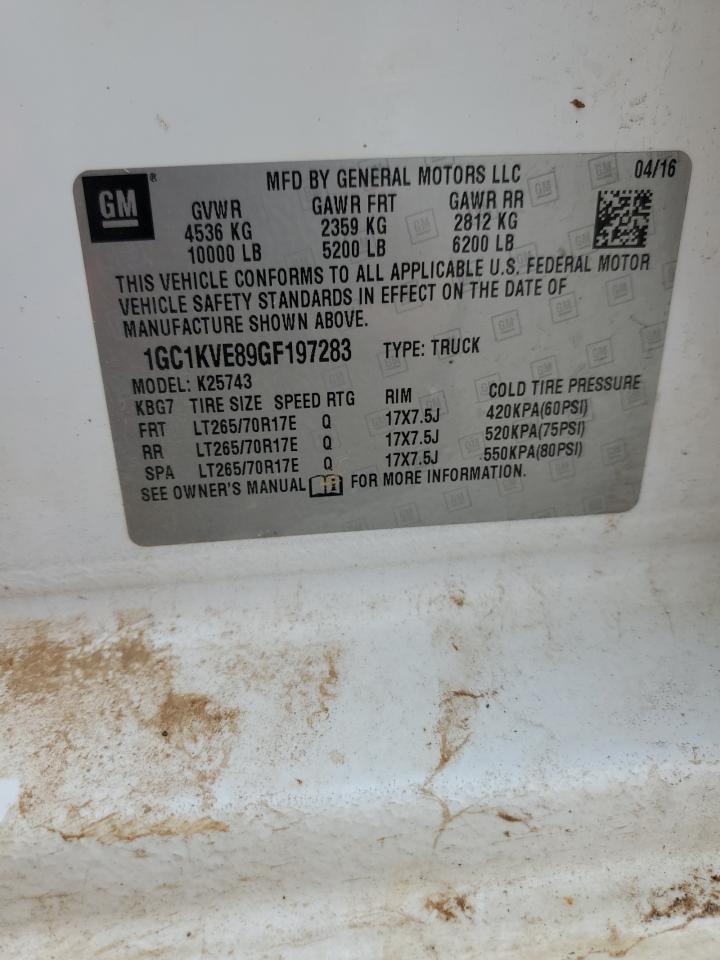 GM ®
MFD BY GENERAL MOTORS LLC 04/16
GVWR GAWR FRT GAWR RR
4536 KG 2359 KG 2812 KG
10000 LB 5200 LB 6200 LB
THIS VEHICLE CONFORMS TO ALL APPLICABLE U.S. FEDERAL MOTOR
VEHICLE SAFETY STANDARDS IN EFFECT ON THE DATE OF
MANUFACTURE SHOWN ABOVE.
1GC1KVE89GF197283 TYPE: TRUCK
MODEL: K25743
KBG7 TIRE SIZE SPEED RTG RIM COLD TIRE PRESSURE
FRT LT265/70R17E Q 17X7.5J 420KPA(60PSI)
RR LT265/70R17E Q 17X7.5J 520KPA(75PSI)
SPA LT265/70R17E Q 17X7.5J 550KPA(80PSI)
SEE OWNER'S MANUAL FOR MORE INFORMATION.